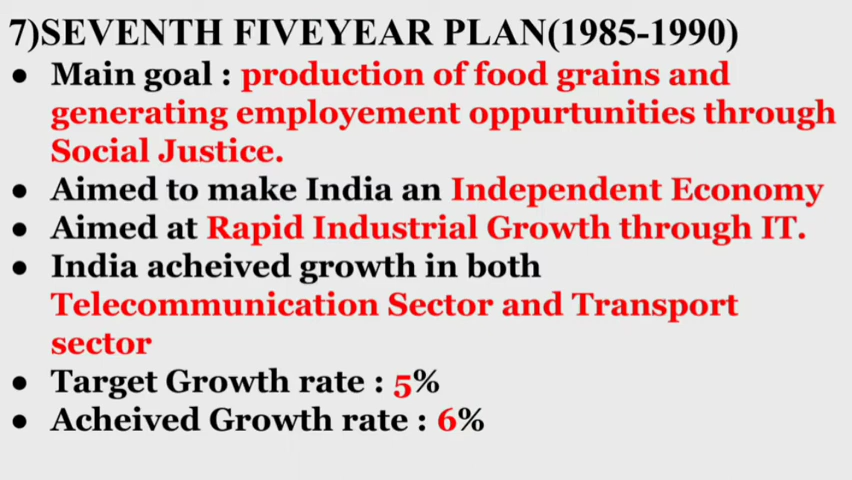 7)SEVENTH FIVEYEAR PLAN(1985-1990)
● Main goal : production of food grains and
generating employement oppurtunities through
Social Justice.
● Aimed to make India an Independent Economy
● Aimed at Rapid Industrial Growth through IT.
● India acheived growth in both
Telecommunication Sector and Transport
sector
● Target Growth rate : 5%
● Acheived Growth rate : 6%